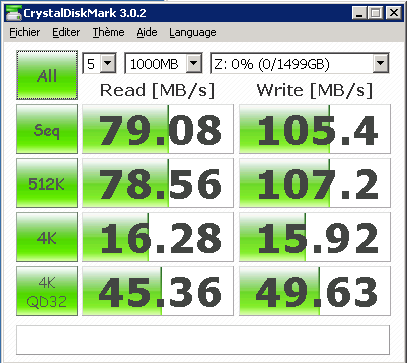 CrystalDiskMark 3.0.2
Fichier Editer Thème Aide Language
All 5 1000MB Z: 0% (0/1499GB)
Read [MB/s] Write [MB/s]
Seq 79.08 105.4
512K 78.56 107.2
4K 16.28 15.92
4K QD32 45.36 49.63